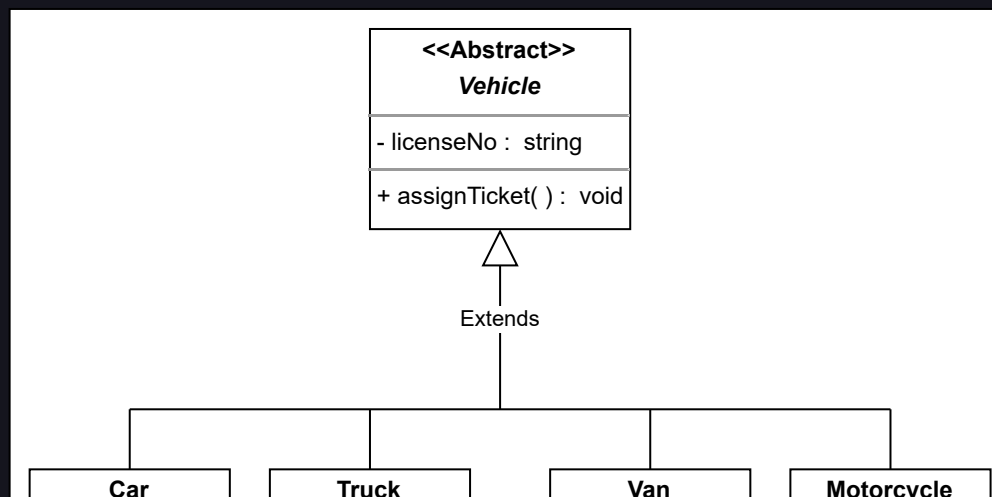 <<Abstract>>
Vehicle
- licenseNo : string
+ assignTicket( ) : void
Extends
Car
Truck
Van
Motorcycle